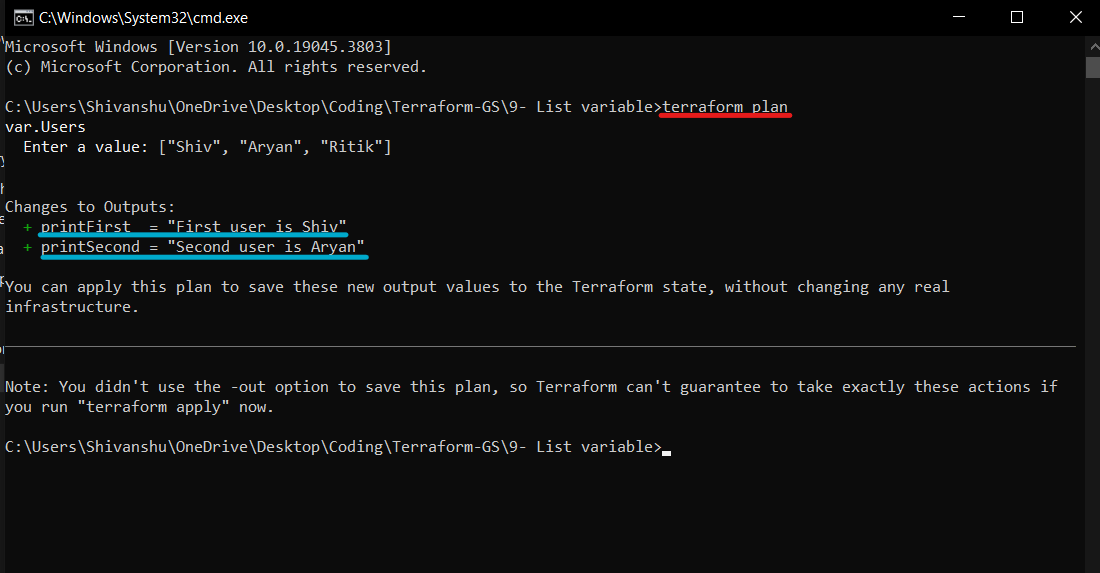 C:\Windows\System32\cmd.exe
Microsoft Windows [Version 10.0.19045.3803]
(c) Microsoft Corporation. All rights reserved.
C:\Users\Shivanshu\OneDrive\Desktop\Coding\Terraform-GS\9- List variable>terraform plan
var.Users
  Enter a value: ["Shiv", "Aryan", "Ritik"]
Changes to Outputs:
  + printFirst  = "First user is Shiv"
  + printSecond = "Second user is Aryan"
You can apply this plan to save these new output values to the Terraform state, without changing any real
infrastructure.
Note: You didn't use the -out option to save this plan, so Terraform can't guarantee to take exactly these actions if
you run "terraform apply" now.
C:\Users\Shivanshu\OneDrive\Desktop\Coding\Terraform-GS\9- List variable>